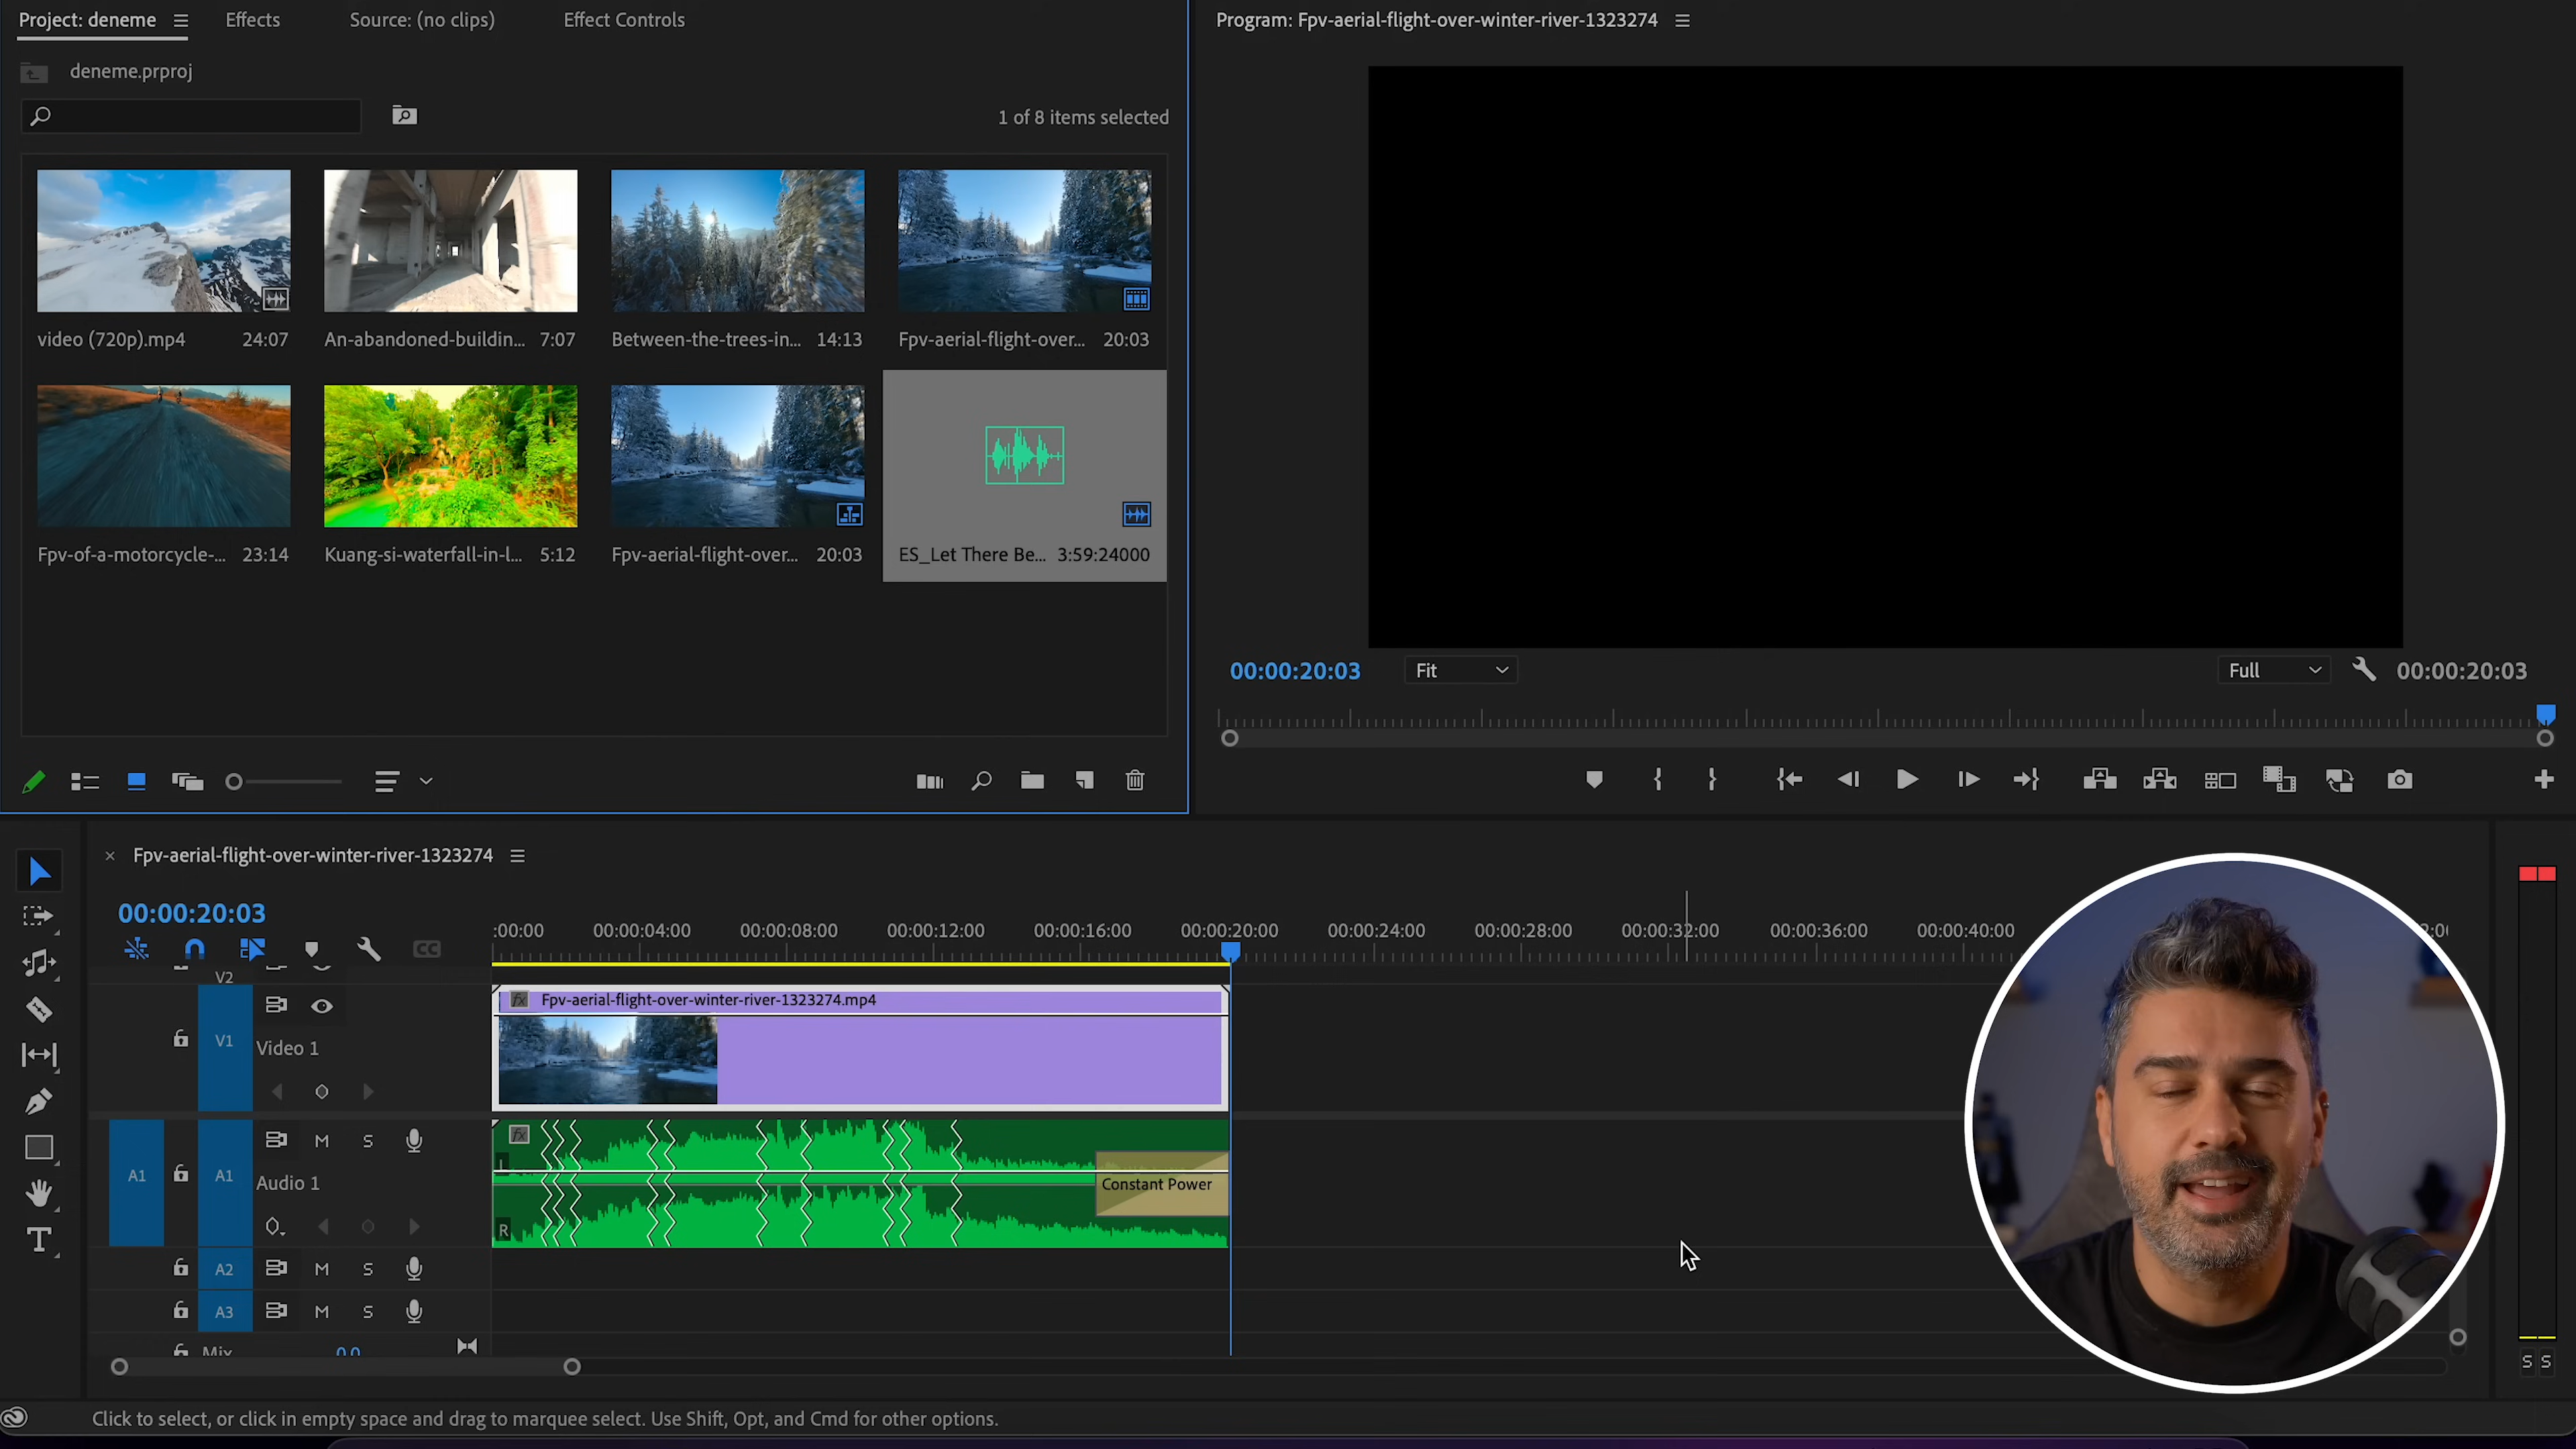 Project: deneme
Effects
Source: (no clips)
Effect Controls
Program: Fpv-aerial-flight-over-winter-river-1323274
deneme.prproj
1 of 8 items selected
video (720p).mp4 24:07
An-abandoned-buildin... 7:07
Between-the-trees-in... 14:13
Fpv-aerial-flight-over... 20:03
Fpv-of-a-motorcycle-... 23:14
Kuang-si-waterfall-in-l... 5:12
Fpv-aerial-flight-over... 20:03
ES_Let There Be... 3:59:24000
00:00:20:03
Fit
Full
00:00:20:03
Fpv-aerial-flight-over-winter-river-1323274
00:00:20:03
:00:00 00:00:04:00 00:00:08:00 00:00:12:00 00:00:16:00 00:00:20:00 00:00:24:00 00:00:28:00 00:00:32:00 00:00:36:00 00:00:40:00
CC
V2
fx Fpv-aerial-flight-over-winter-river-1323274.mp4
V1
Video 1
A1
A1
M S
Audio 1
fx
L
R
Constant Power
A2 M S
A3 M S
Mix 0.0
S S
Click to select, or click in empty space and drag to marquee select. Use Shift, Opt, and Cmd for other options.